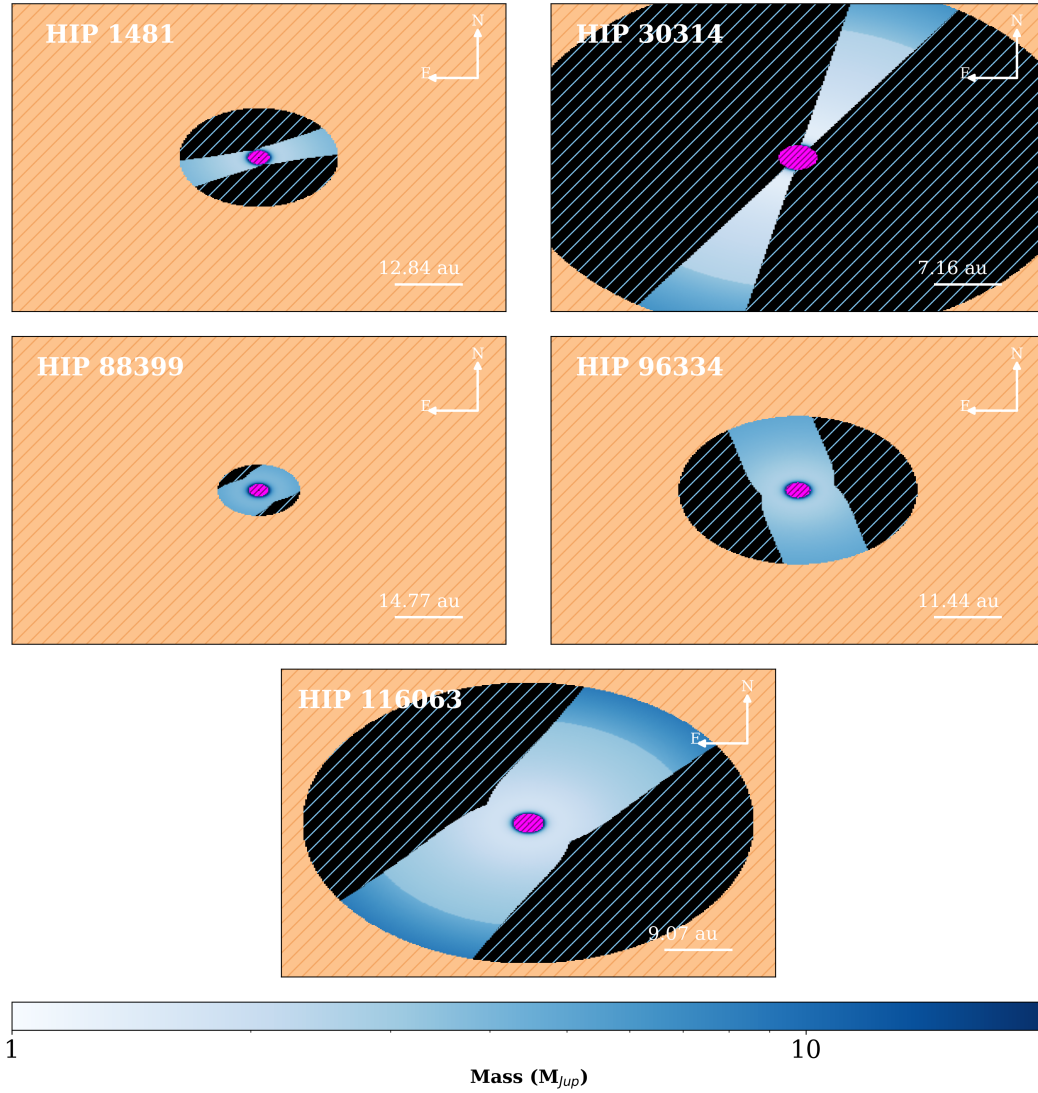 HIP 1481
N
E
12.84 au
HIP 30314
N
E
7.16 au
HIP 88399
N
E
14.77 au
HIP 96334
N
E
11.44 au
HIP 116063
N
E
9.07 au
1
10
Mass (M_Jup)